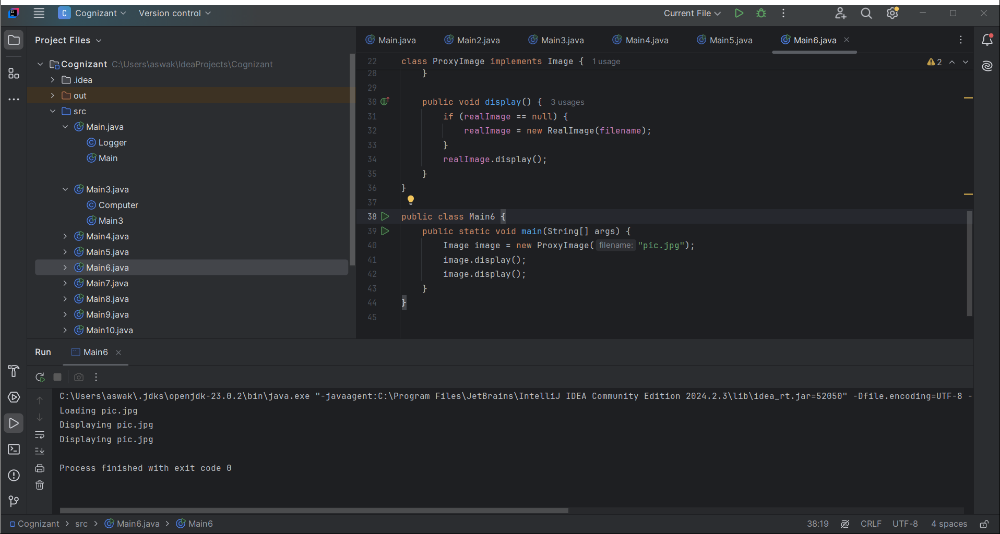 C Cognizant Version control Current File
Project Files
Main.java Main2.java Main3.java Main4.java Main5.java Main6.java
Cognizant C:\Users\aswak\IdeaProjects\Cognizant
.idea
out
src
Main.java
Logger
Main
Main3.java
Computer
Main3
Main4.java
Main5.java
Main6.java
Main7.java
Main8.java
Main9.java
Main10.java
22 class ProxyImage implements Image { 1 usage 2
28 }
29
30 public void display() { 3 usages
31 if (realImage == null) {
32 realImage = new RealImage(filename);
33 }
34 realImage.display();
35 }
36 }
37
38 public class Main6 {
39 public static void main(String[] args) {
40 Image image = new ProxyImage( filename: "pic.jpg");
41 image.display();
42 image.display();
43 }
44 }
45
Run Main6
C:\Users\aswak\.jdks\openjdk-23.0.2\bin\java.exe "-javaagent:C:\Program Files\JetBrains\IntelliJ IDEA Community Edition 2024.2.3\lib\idea_rt.jar=52050" -Dfile.encoding=UTF-8 -
Loading pic.jpg
Displaying pic.jpg
Displaying pic.jpg
Process finished with exit code 0
Cognizant > src > Main6.java > Main6 38:19 CRLF UTF-8 4 spaces